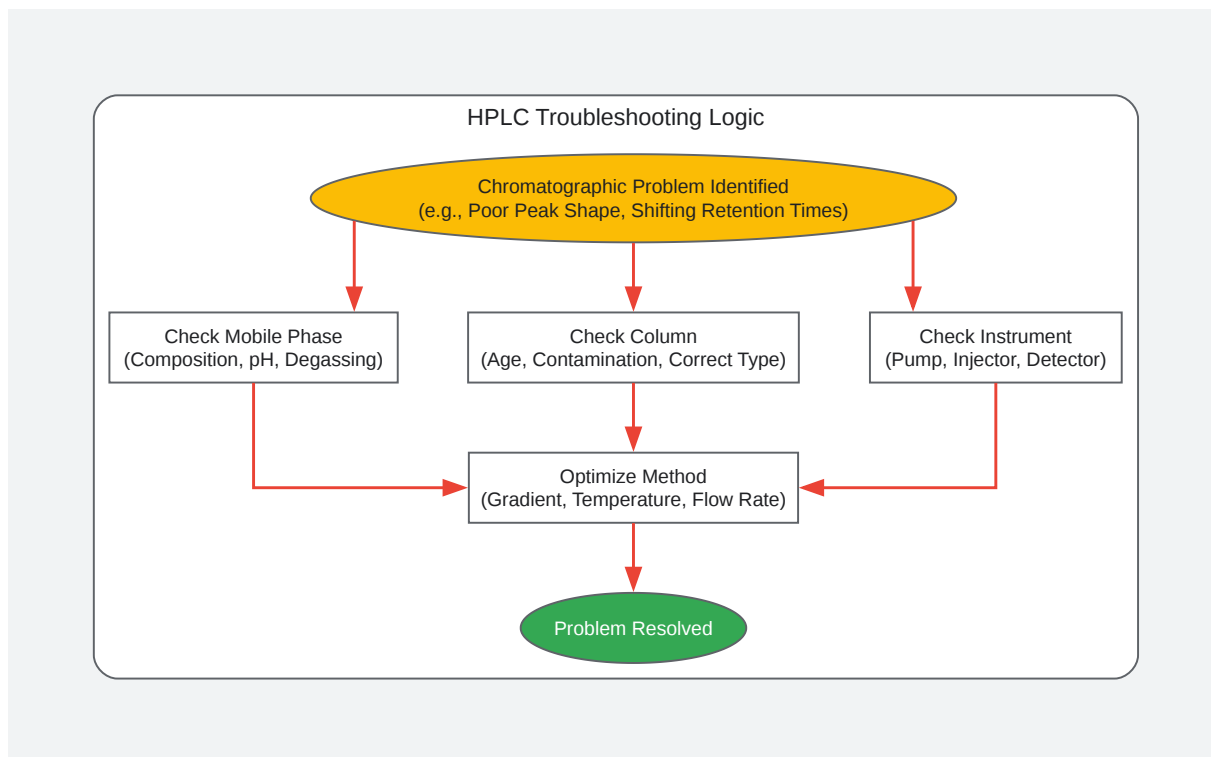 HPLC Troubleshooting Logic
Chromatographic Problem Identified
(e.g., Poor Peak Shape, Shifting Retention Times)
Check Mobile Phase
(Composition, pH, Degassing)
Check Column
(Age, Contamination, Correct Type)
Check Instrument
(Pump, Injector, Detector)
Optimize Method
(Gradient, Temperature, Flow Rate)
Problem Resolved